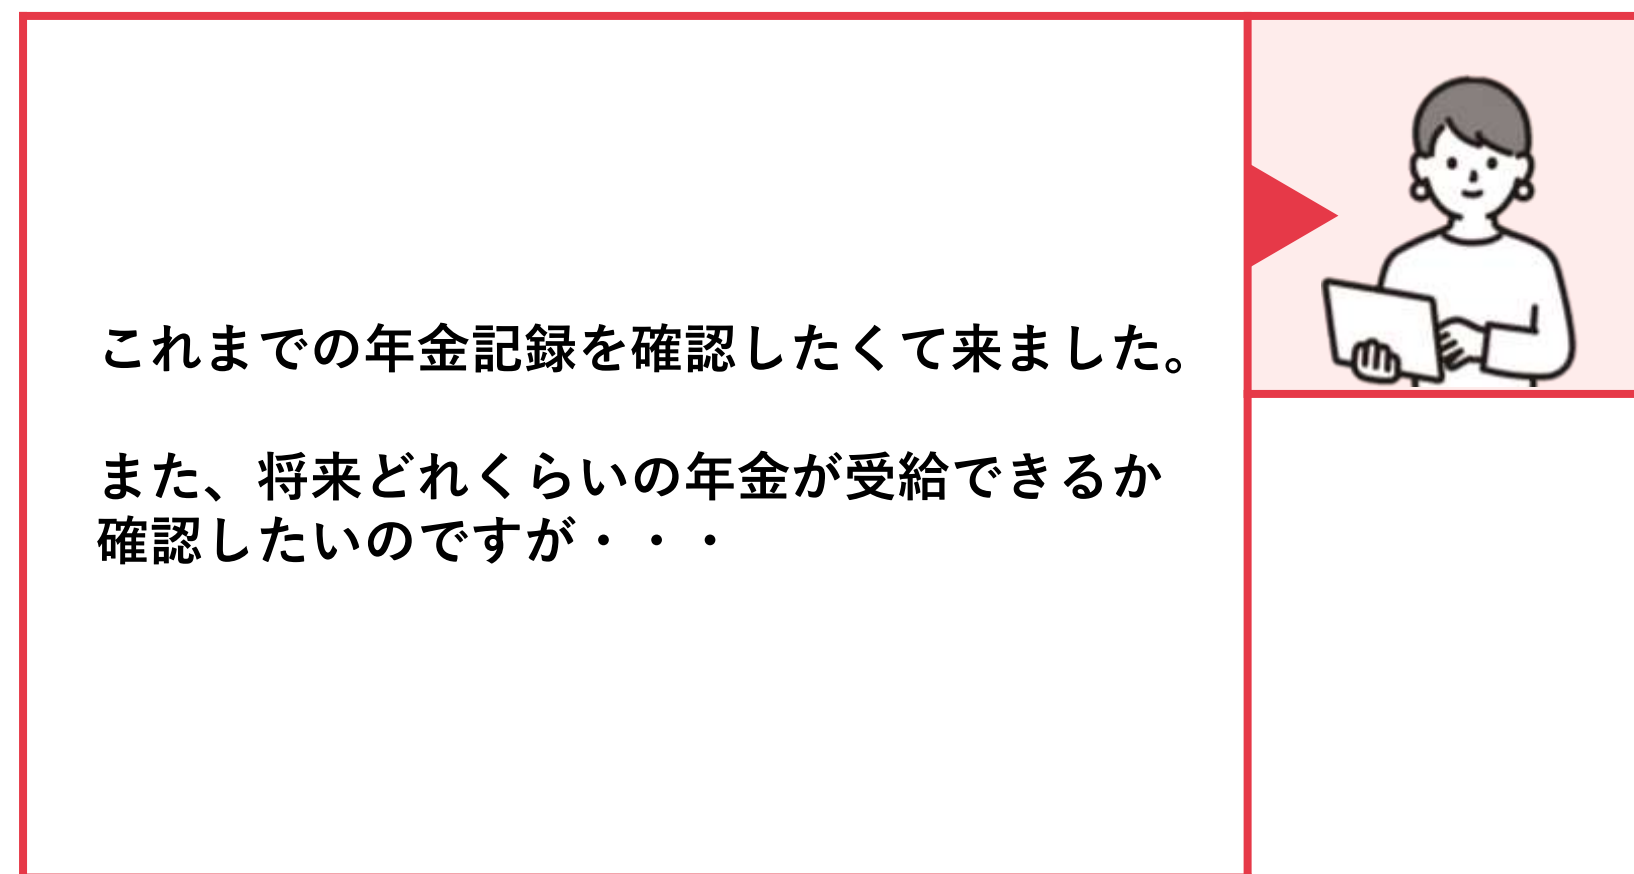 これまでの年金記録を確認したくて来ました。
また、将来どれくらいの年金が受給できるか
確認したいのですが・・・